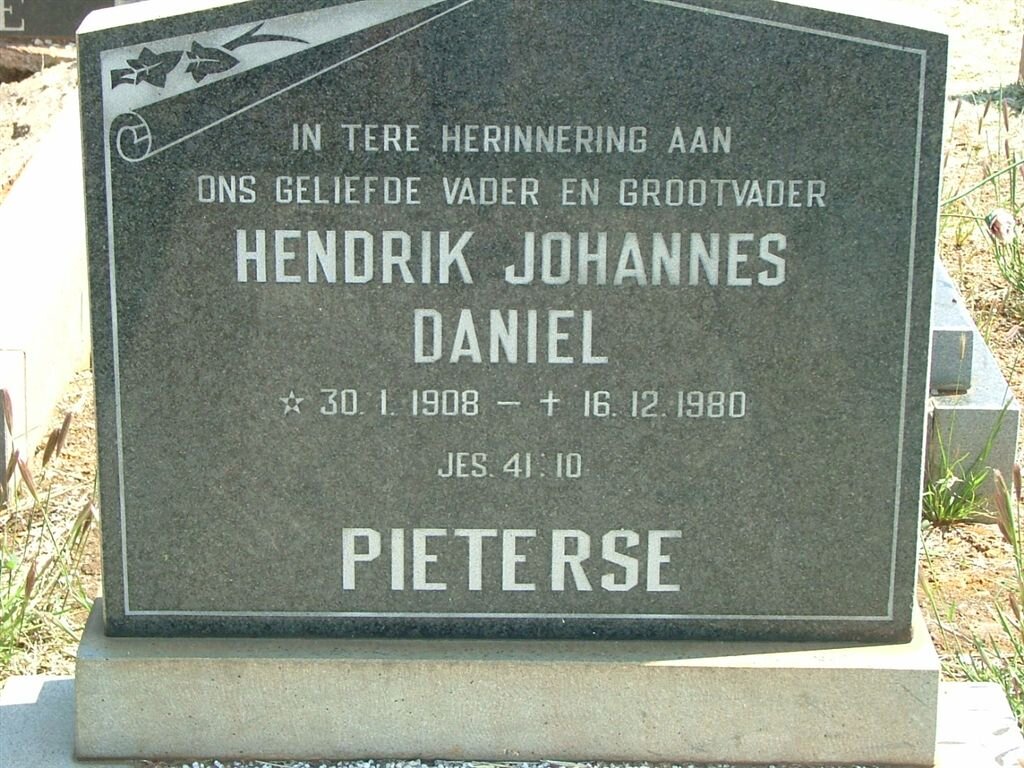 IN TERE HERINNERING AAN
ONS GELIEFDE VADER EN GROOTVADER
HENDRIK JOHANNES
DANIEL
☆ 30.1.1908 – † 16.12.1980
JES. 41:10
PIETERSE